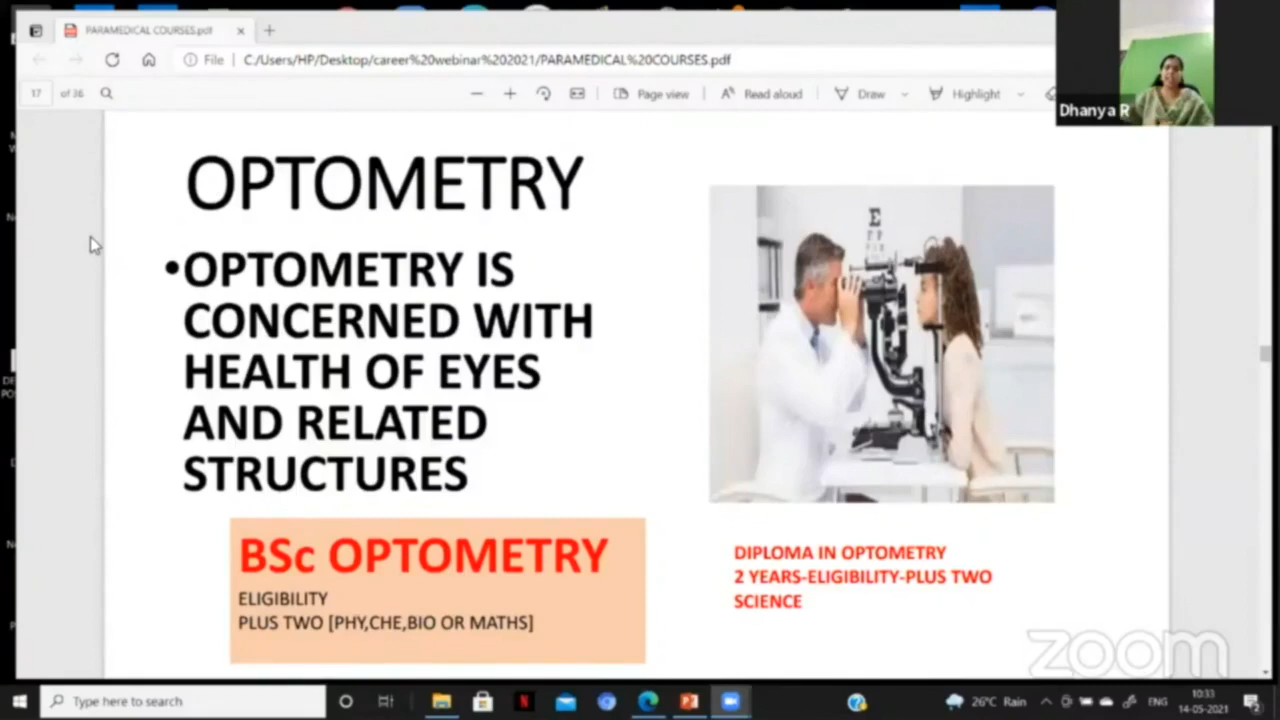 PARAMEDICAL COURSES.pdf
File
C:/Users/HP/Desktop/career%20webinar%202021/PARAMEDICAL%20COURSES.pdf
17 of 36
Page view
Read aloud
Draw
Highlight
Dhanya R
OPTOMETRY
•OPTOMETRY IS
CONCERNED WITH
HEALTH OF EYES
AND RELATED
STRUCTURES
E
BSc OPTOMETRY
ELIGIBILITY
PLUS TWO [PHY,CHE,BIO OR MATHS]
DIPLOMA IN OPTOMETRY
2 YEARS-ELIGIBILITY-PLUS TWO
SCIENCE
zoom
Type here to search
26°C Rain
ENG
10:33
14-05-2021